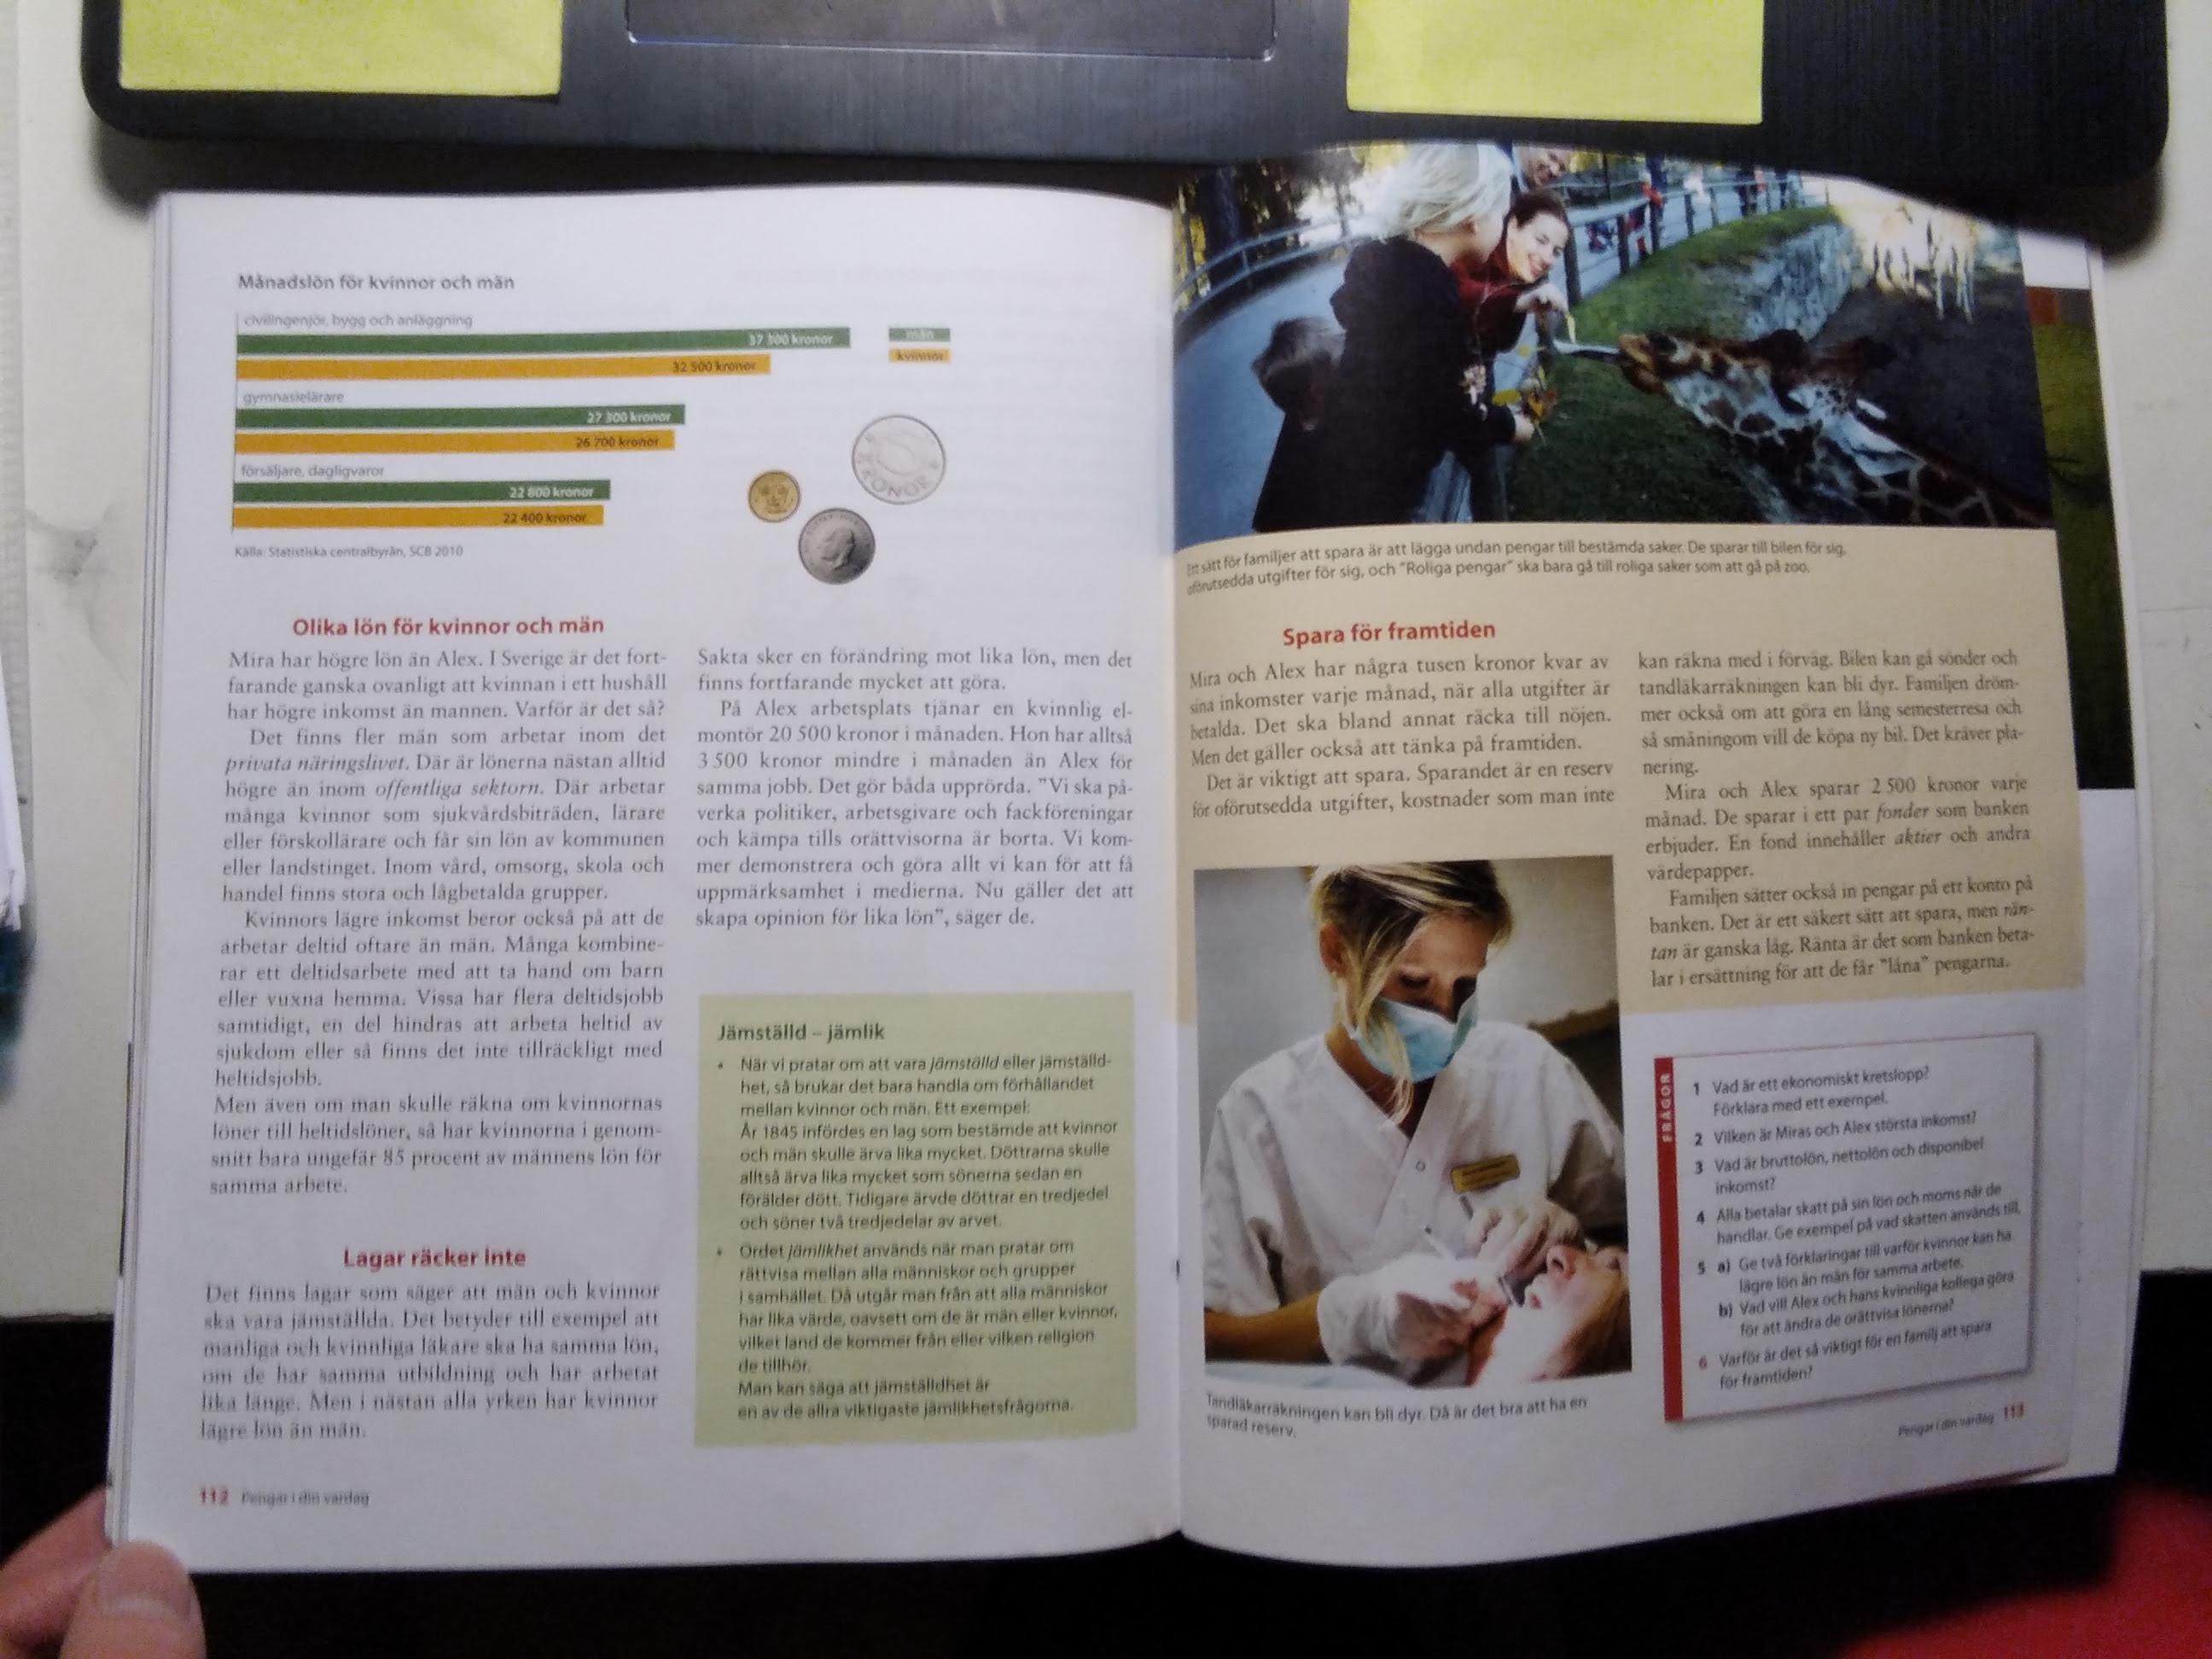 Månadslön för kvinnor och män
civilingenjör, bygg och anläggning
37 300 kronor
män
32 500 kronor
kvinnor
gymnasielärare
27 300 kronor
26 700 kronor
försäljare, dagligvaror
22 800 kronor
22 400 kronor
KRONOR
Källa: Statistiska centralbyrån, SCB 2010
Olika lön för kvinnor och män
Mira har högre lön än Alex. I Sverige är det fort-
farande ganska ovanligt att kvinnan i ett hushåll
har högre inkomst än mannen. Varför är det så?
Det finns fler män som arbetar inom det
privata näringslivet. Där är lönerna nästan alltid
högre än inom offentliga sektorn. Där arbetar
många kvinnor som sjukvårdsbiträden, lärare
eller förskollärare och får sin lön av kommunen
eller landstinget. Inom vård, omsorg, skola och
handel finns stora och lågbetalda grupper.
Kvinnors lägre inkomst beror också på att de
arbetar deltid oftare än män. Många kombine-
rar ett deltidsarbete med att ta hand om barn
eller vuxna hemma. Vissa har flera deltidsjobb
samtidigt, en del hindras att arbeta heltid av
sjukdom eller så finns det inte tillräckligt med
heltidsjobb.
Men även om man skulle räkna om kvinnornas
löner till heltidslöner, så har kvinnorna i genom-
snitt bara ungefär 85 procent av männens lön för
samma arbete.
Lagar räcker inte
Det finns lagar som säger att män och kvinnor
ska vara jämställda. Det betyder till exempel att
manliga och kvinnliga läkare ska ha samma lön,
om de har samma utbildning och har arbetat
lika länge. Men i nästan alla yrken har kvinnor
lägre lön än män.
Sakta sker en förändring mot lika lön, men det
finns fortfarande mycket att göra.
På Alex arbetsplats tjänar en kvinnlig el-
montör 20 500 kronor i månaden. Hon har alltså
3 500 kronor mindre i månaden än Alex för
samma jobb. Det gör båda upprörda. ”Vi ska på-
verka politiker, arbetsgivare och fackföreningar
och kämpa tills orättvisorna är borta. Vi kom-
mer demonstrera och göra allt vi kan för att få
uppmärksamhet i medierna. Nu gäller det att
skapa opinion för lika lön”, säger de.
Jämställd – jämlik
• När vi pratar om att vara jämställd eller jämställd-
het, så brukar det bara handla om förhållandet
mellan kvinnor och män. Ett exempel:
År 1845 infördes en lag som bestämde att kvinnor
och män skulle ärva lika mycket. Döttrarna skulle
alltså ärva lika mycket som sönerna sedan en
förälder dött. Tidigare ärvde döttrar en tredjedel
och söner två tredjedelar av arvet.
• Ordet jämlikhet används när man pratar om
rättvisa mellan alla människor och grupper
i samhället. Då utgår man från att alla människor
har lika värde, oavsett om de är män eller kvinnor,
vilket land de kommer från eller vilken religion
de tillhör.
Man kan säga att jämställdhet är
en av de allra viktigaste jämlikhetsfrågorna.
112 Pengar i din vardag
Ett sätt för familjer att spara är att lägga undan pengar till bestämda saker. De sparar till bilen för sig,
oförutsedda utgifter för sig, och ”Roliga pengar” ska bara gå till roliga saker som att gå på zoo.
Spara för framtiden
Mira och Alex har några tusen kronor kvar av
sina inkomster varje månad, när alla utgifter är
betalda. Det ska bland annat räcka till nöjen.
Men det gäller också att tänka på framtiden.
Det är viktigt att spara. Sparandet är en reserv
för oförutsedda utgifter, kostnader som man inte
kan räkna med i förväg. Bilen kan gå sönder och
tandläkarräkningen kan bli dyr. Familjen dröm-
mer också om att göra en lång semesterresa och
så småningom vill de köpa ny bil. Det kräver pla-
nering.
Mira och Alex sparar 2 500 kronor varje
månad. De sparar i ett par fonder som banken
erbjuder. En fond innehåller aktier och andra
värdepapper.
Familjen sätter också in pengar på ett konto på
banken. Det är ett säkert sätt att spara, men rän-
tan är ganska låg. Ränta är det som banken beta-
lar i ersättning för att de får ”låna” pengarna.
Tandläkarräkningen kan bli dyr. Då är det bra att ha en
sparad reserv.
FRÅGOR
1 Vad är ett ekonomiskt kretslopp?
Förklara med ett exempel.
2 Vilken är Miras och Alex största inkomst?
3 Vad är bruttolön, nettolön och disponibel
inkomst?
4 Alla betalar skatt på sin lön och moms när de
handlar. Ge exempel på vad skatten används till.
5 a) Ge två förklaringar till varför kvinnor kan ha
lägre lön än män för samma arbete.
b) Vad vill Alex och hans kvinnliga kollega göra
för att ändra de orättvisa lönerna?
6 Varför är det så viktigt för en familj att spara
för framtiden?
Pengar i din vardag 113